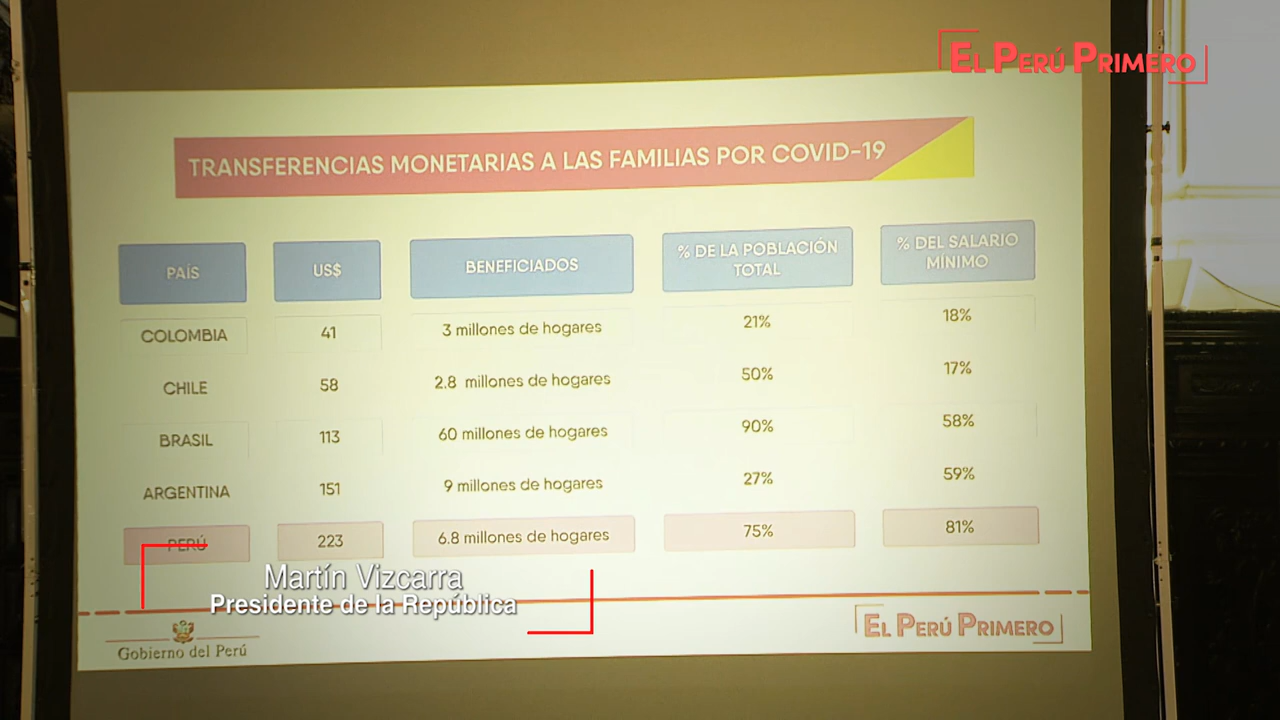 EL PERÚ PRIMERO
TRANSFERENCIAS MONETARIAS A LAS FAMILIAS POR COVID-19
PAÍS US$ BENEFICIADOS % DE LA POBLACIÓN TOTAL % DEL SALARIO MÍNIMO
COLOMBIA 41 3 millones de hogares 21% 18%
CHILE 58 2.8 millones de hogares 50% 17%
BRASIL 113 60 millones de hogares 90% 58%
ARGENTINA 151 9 millones de hogares 27% 59%
PERÚ 223 6.8 millones de hogares 75% 81%
Martín Vizcarra
Presidente de la República
Gobierno del Perú
EL PERÚ PRIMERO